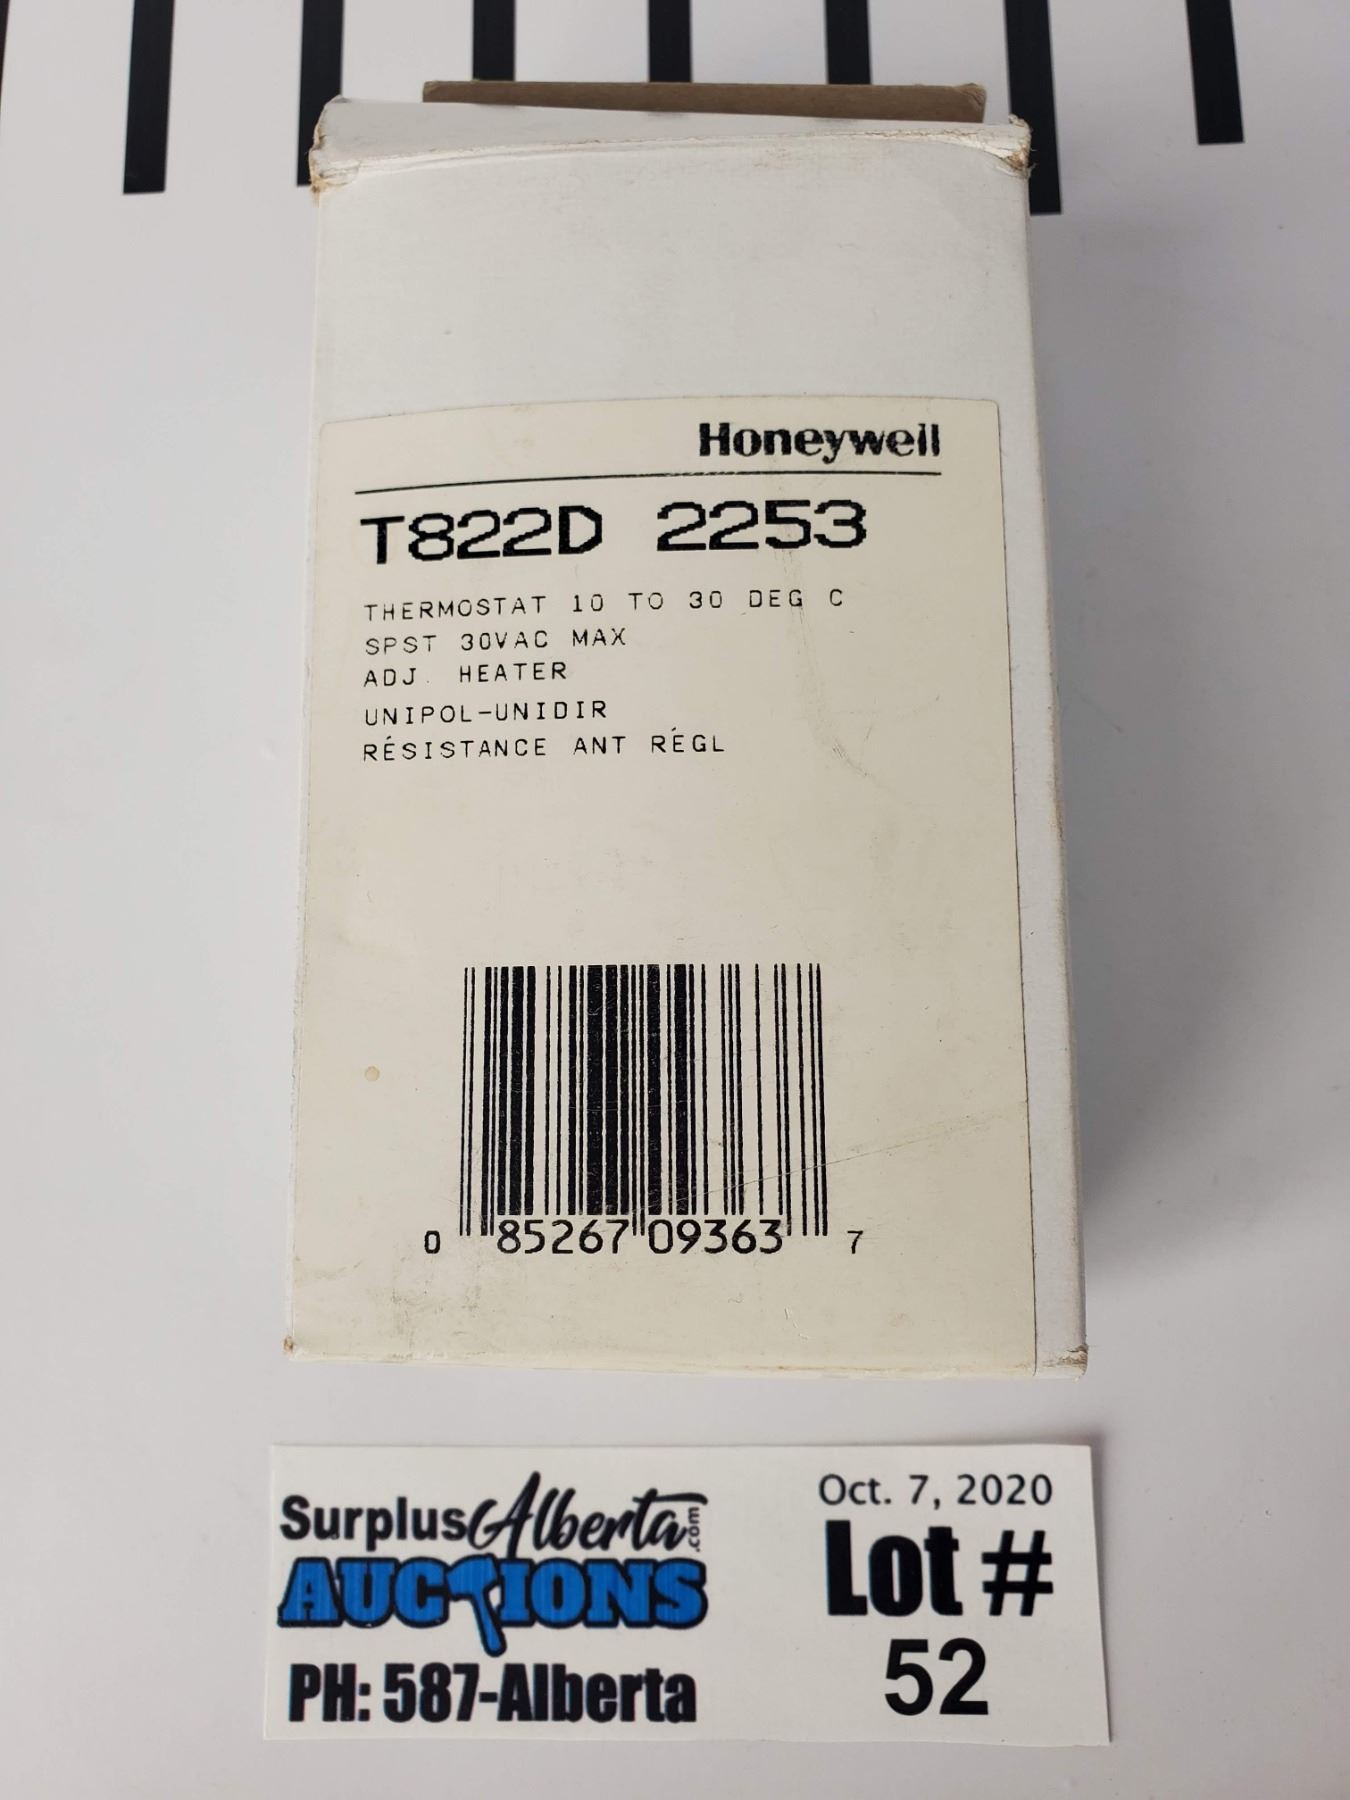 Honeywell
T822D 2253
THERMOSTAT 10 TO 30 DEG C
SPST 30VAC MAX
ADJ. HEATER
UNIPOL-UNIDIR
RÉSISTANCE ANT RÉGL
0 85267 09363 7
SurplusAlberta.com
AUCTIONS
PH: 587-Alberta
Oct. 7, 2020
Lot #
52